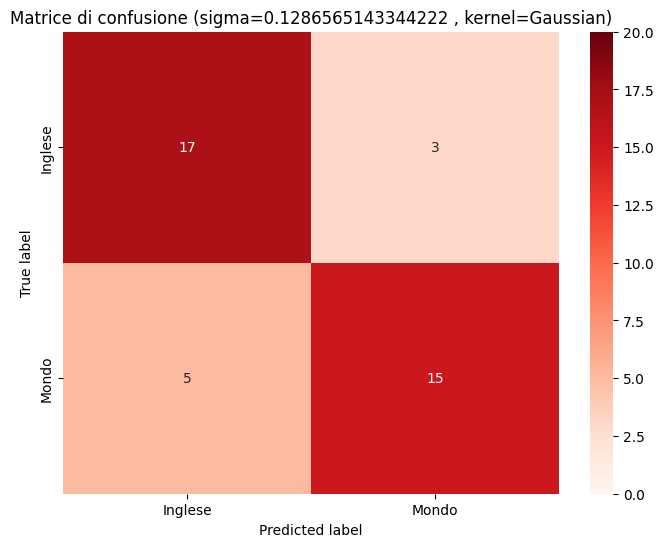 Matrice di confusione (sigma=0.1286565143344222 , kernel=Gaussian)
20.0
17.5
15.0
12.5
10.0
7.5
5.0
2.5
0.0
True label
Inglese
Mondo
17
3
5
15
Inglese
Mondo
Predicted label